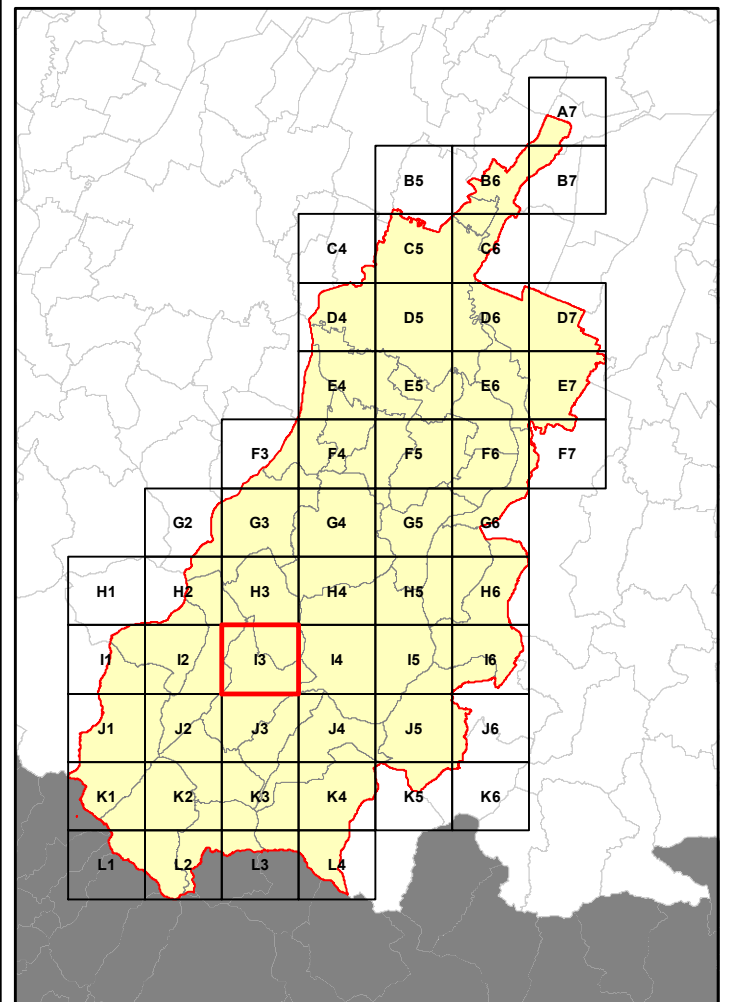 A7
B5 B6 B7
C4 C5 C6
D4 D5 D6 D7
E4 E5 E6 E7
F3 F4 F5 F6 F7
G2 G3 G4 G5 G6
H1 H2 H3 H4 H5 H6
I1 I2 I3 I4 I5 I6
J1 J2 J3 J4 J5 J6
K1 K2 K3 K4 K5 K6
L1 L2 L3 L4